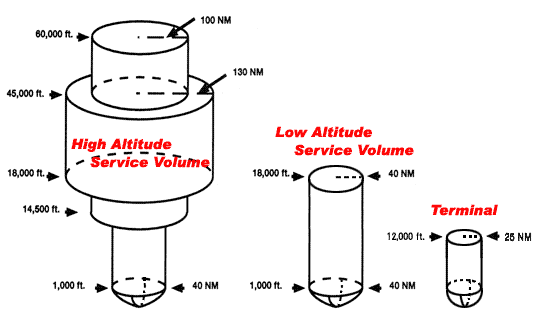 60,000 ft.
100 NM
130 NM
45,000 ft.
High Altitude
Service Volume
18,000 ft.
14,500 ft.
1,000 ft.
40 NM
Low Altitude
Service Volume
18,000 ft.
40 NM
1,000 ft.
40 NM
Terminal
12,000 ft.
25 NM